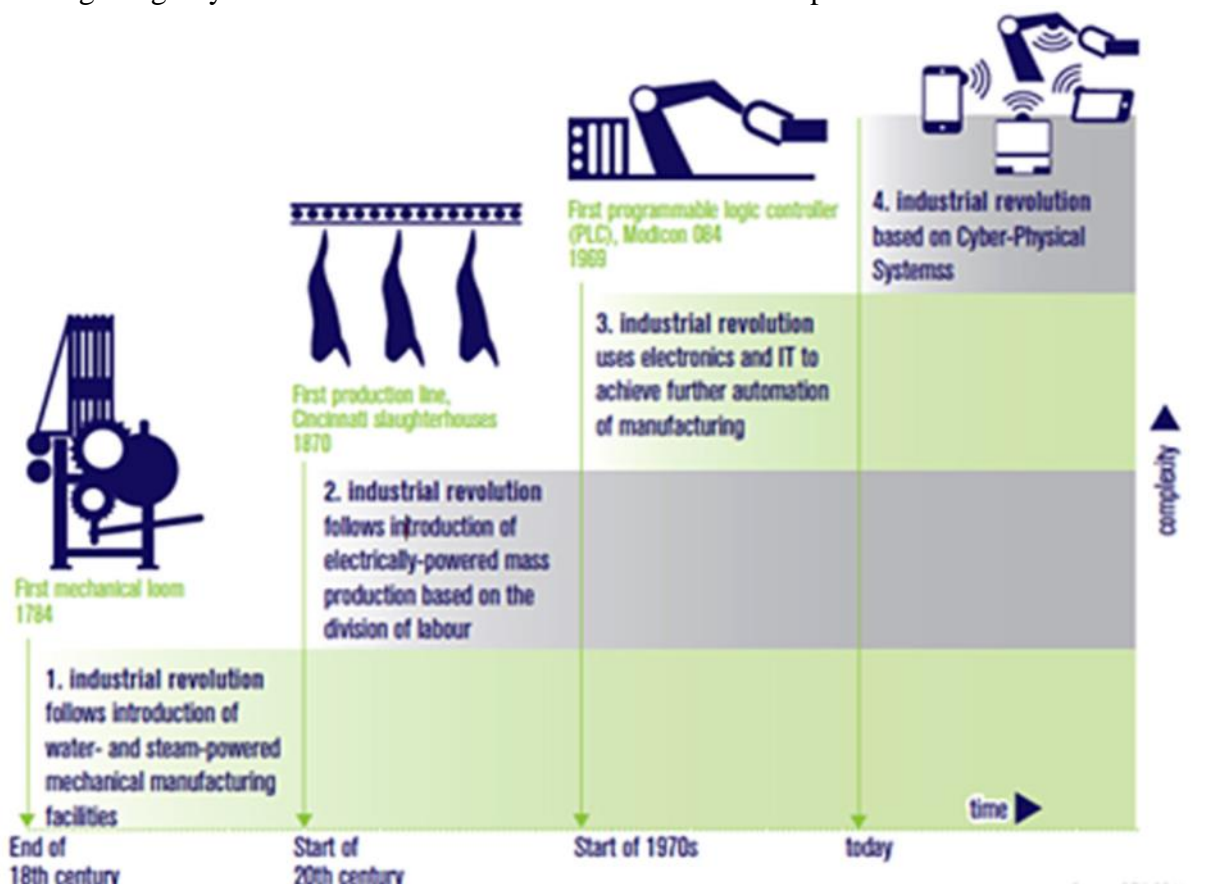 4. industrial revolution
based on Cyber-Physical
Systemss
First programmable logic controller
(PLC), Modicon 084
1969
3. industrial revolution
uses electronics and IT to
achieve further automation
of manufacturing
First production line,
Cincinnati slaughterhouses
1870
2. industrial revolution
follows introduction of
electrically-powered mass
production based on the
division of labour
First mechanical loom
1784
1. industrial revolution
follows introduction of
water- and steam-powered
mechanical manufacturing
facilities
complexity
time
End of
18th century
Start of
20th century
Start of 1970s
today